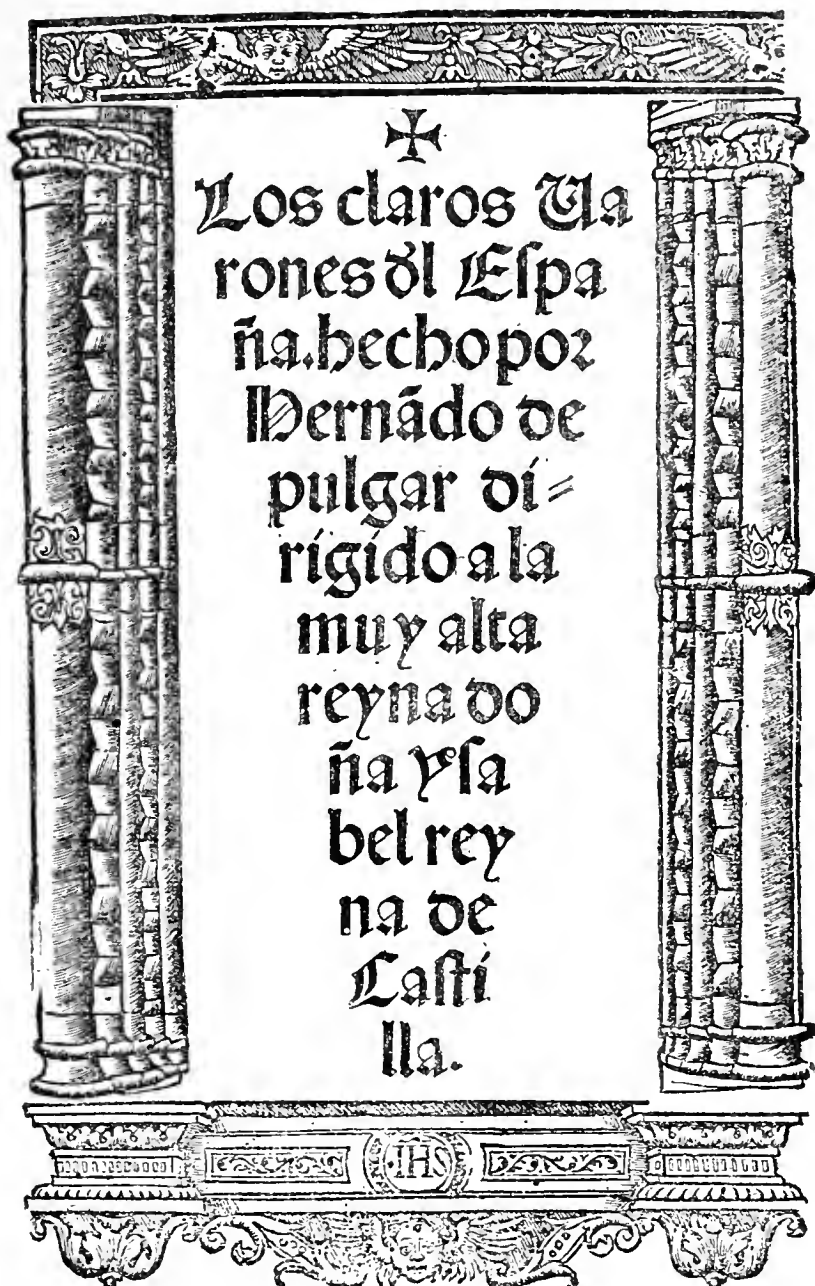 ✠
Los claros Ua
rones dl̃ Eſpa
ña. hecho por
Hernãdo de
pulgar di⸗
rigido a la
muy alta
reyna do
ña yſa
bel rey
na de
Caſti
lla.
·IHS·